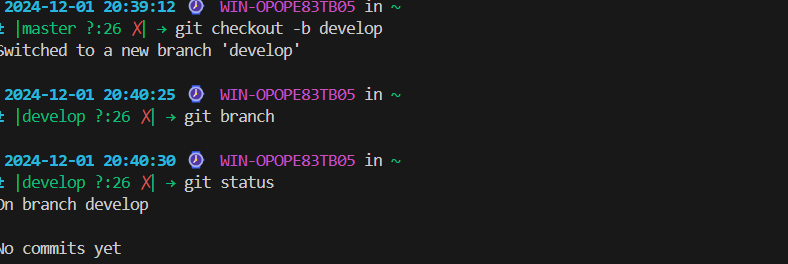 2024-12-01 20:39:12 ⌚ WIN-OPOPE83TB05 in ~
± |master ?:26 ✗| → git checkout -b develop
Switched to a new branch 'develop'
2024-12-01 20:40:25 ⌚ WIN-OPOPE83TB05 in ~
± |develop ?:26 ✗| → git branch
2024-12-01 20:40:30 ⌚ WIN-OPOPE83TB05 in ~
± |develop ?:26 ✗| → git status
On branch develop
No commits yet